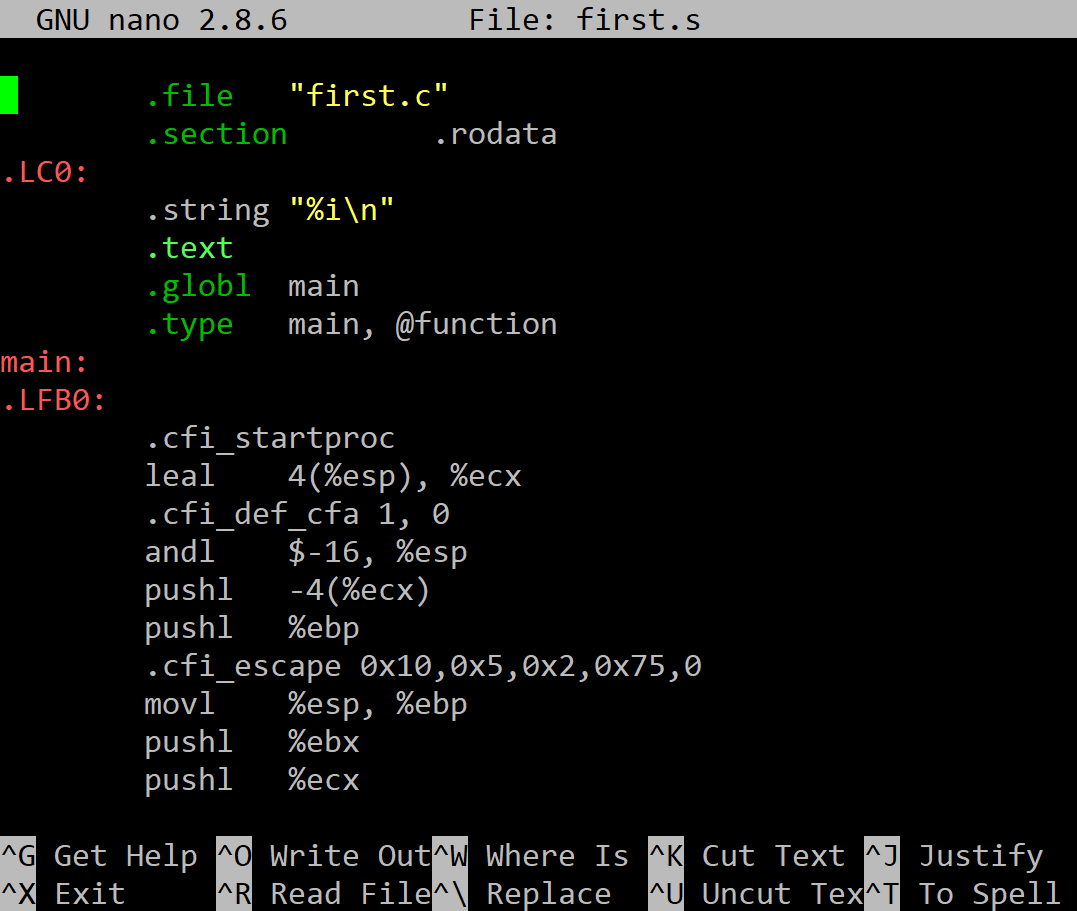 GNU nano 2.8.6 File: first.s
.file "first.c"
.section .rodata
.LC0:
.string "%i\n"
.text
.globl main
.type main, @function
main:
.LFB0:
.cfi_startproc
leal 4(%esp), %ecx
.cfi_def_cfa 1, 0
andl $-16, %esp
pushl -4(%ecx)
pushl %ebp
.cfi_escape 0x10,0x5,0x2,0x75,0
movl %esp, %ebp
pushl %ebx
pushl %ecx
^G Get Help ^O Write Out^W Where Is ^K Cut Text ^J Justify
^X Exit ^R Read File^\ Replace ^U Uncut Tex^T To Spell